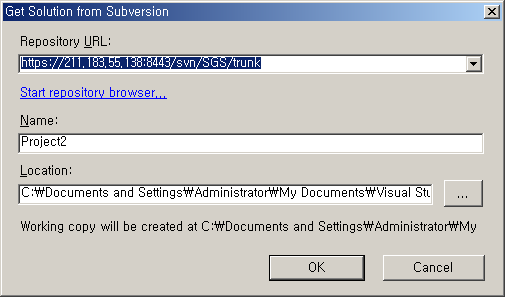 Get Solution from Subversion
Repository URL:
https://211,183,55,138:8443/svn/SGS/trunk
Start repository browser,,,
Name:
Project2
Location:
C:₩Documents and Settings₩Administrator₩My Documents₩Visual Stu
...
Working copy will be created at C:₩Documents and Settings₩Administrator₩My
OK
Cancel